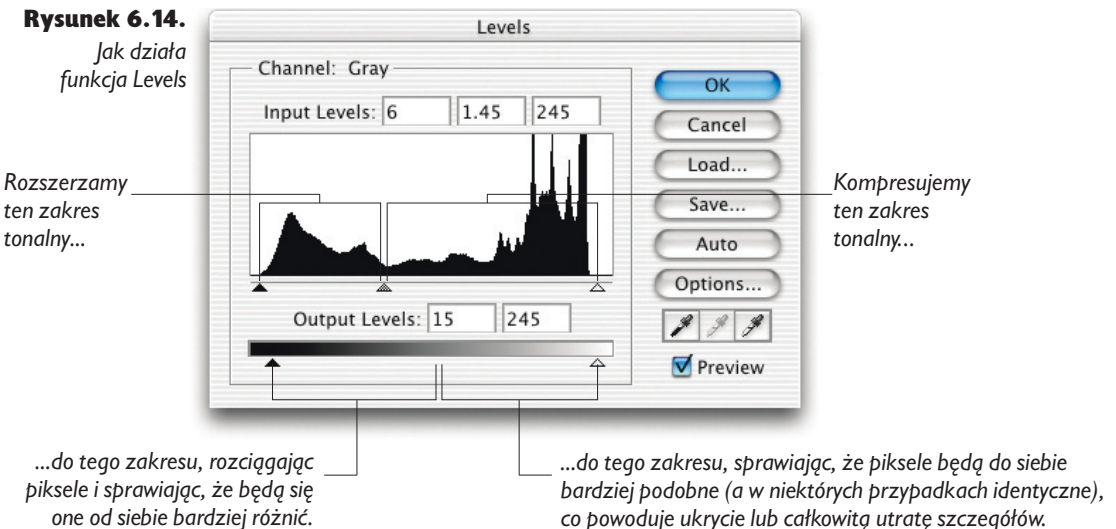 Rysunek 6.14.
Jak działa
funkcja Levels
Levels
Channel: Gray
Input Levels: 6 1.45 245
OK
Cancel
Load...
Save...
Auto
Options...
Preview
Rozszerzamy
ten zakres
tonalny...
Kompresujemy
ten zakres
tonalny...
Output Levels: 15 245
...do tego zakresu, rozciągając
piksele i sprawiając, że będą się
one od siebie bardziej różnić.
...do tego zakresu, sprawiając, że piksele będą do siebie
bardziej podobne (a w niektórych przypadkach identyczne),
co powoduje ukrycie lub całkowitą utratę szczegółów.